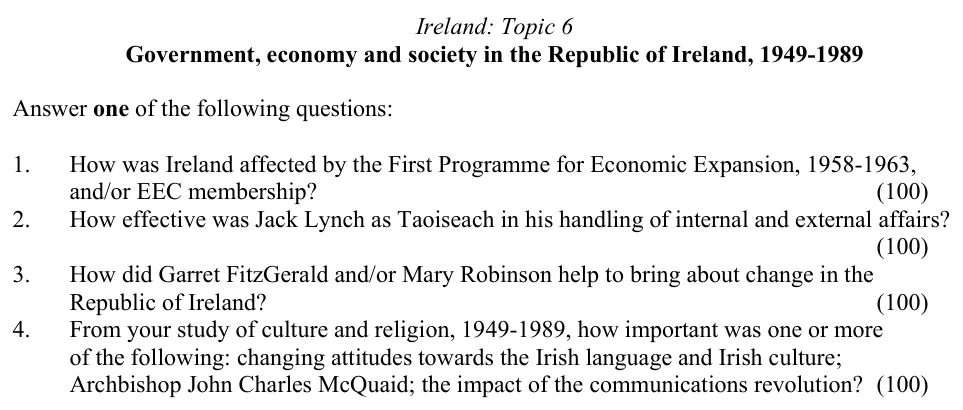 Ireland: Topic 6
Government, economy and society in the Republic of Ireland, 1949-1989
Answer one of the following questions:
1. How was Ireland affected by the First Programme for Economic Expansion, 1958-1963,
and/or EEC membership? (100)
2. How effective was Jack Lynch as Taoiseach in his handling of internal and external affairs?
(100)
3. How did Garret FitzGerald and/or Mary Robinson help to bring about change in the
Republic of Ireland? (100)
4. From your study of culture and religion, 1949-1989, how important was one or more
of the following: changing attitudes towards the Irish language and Irish culture;
Archbishop John Charles McQuaid; the impact of the communications revolution? (100)